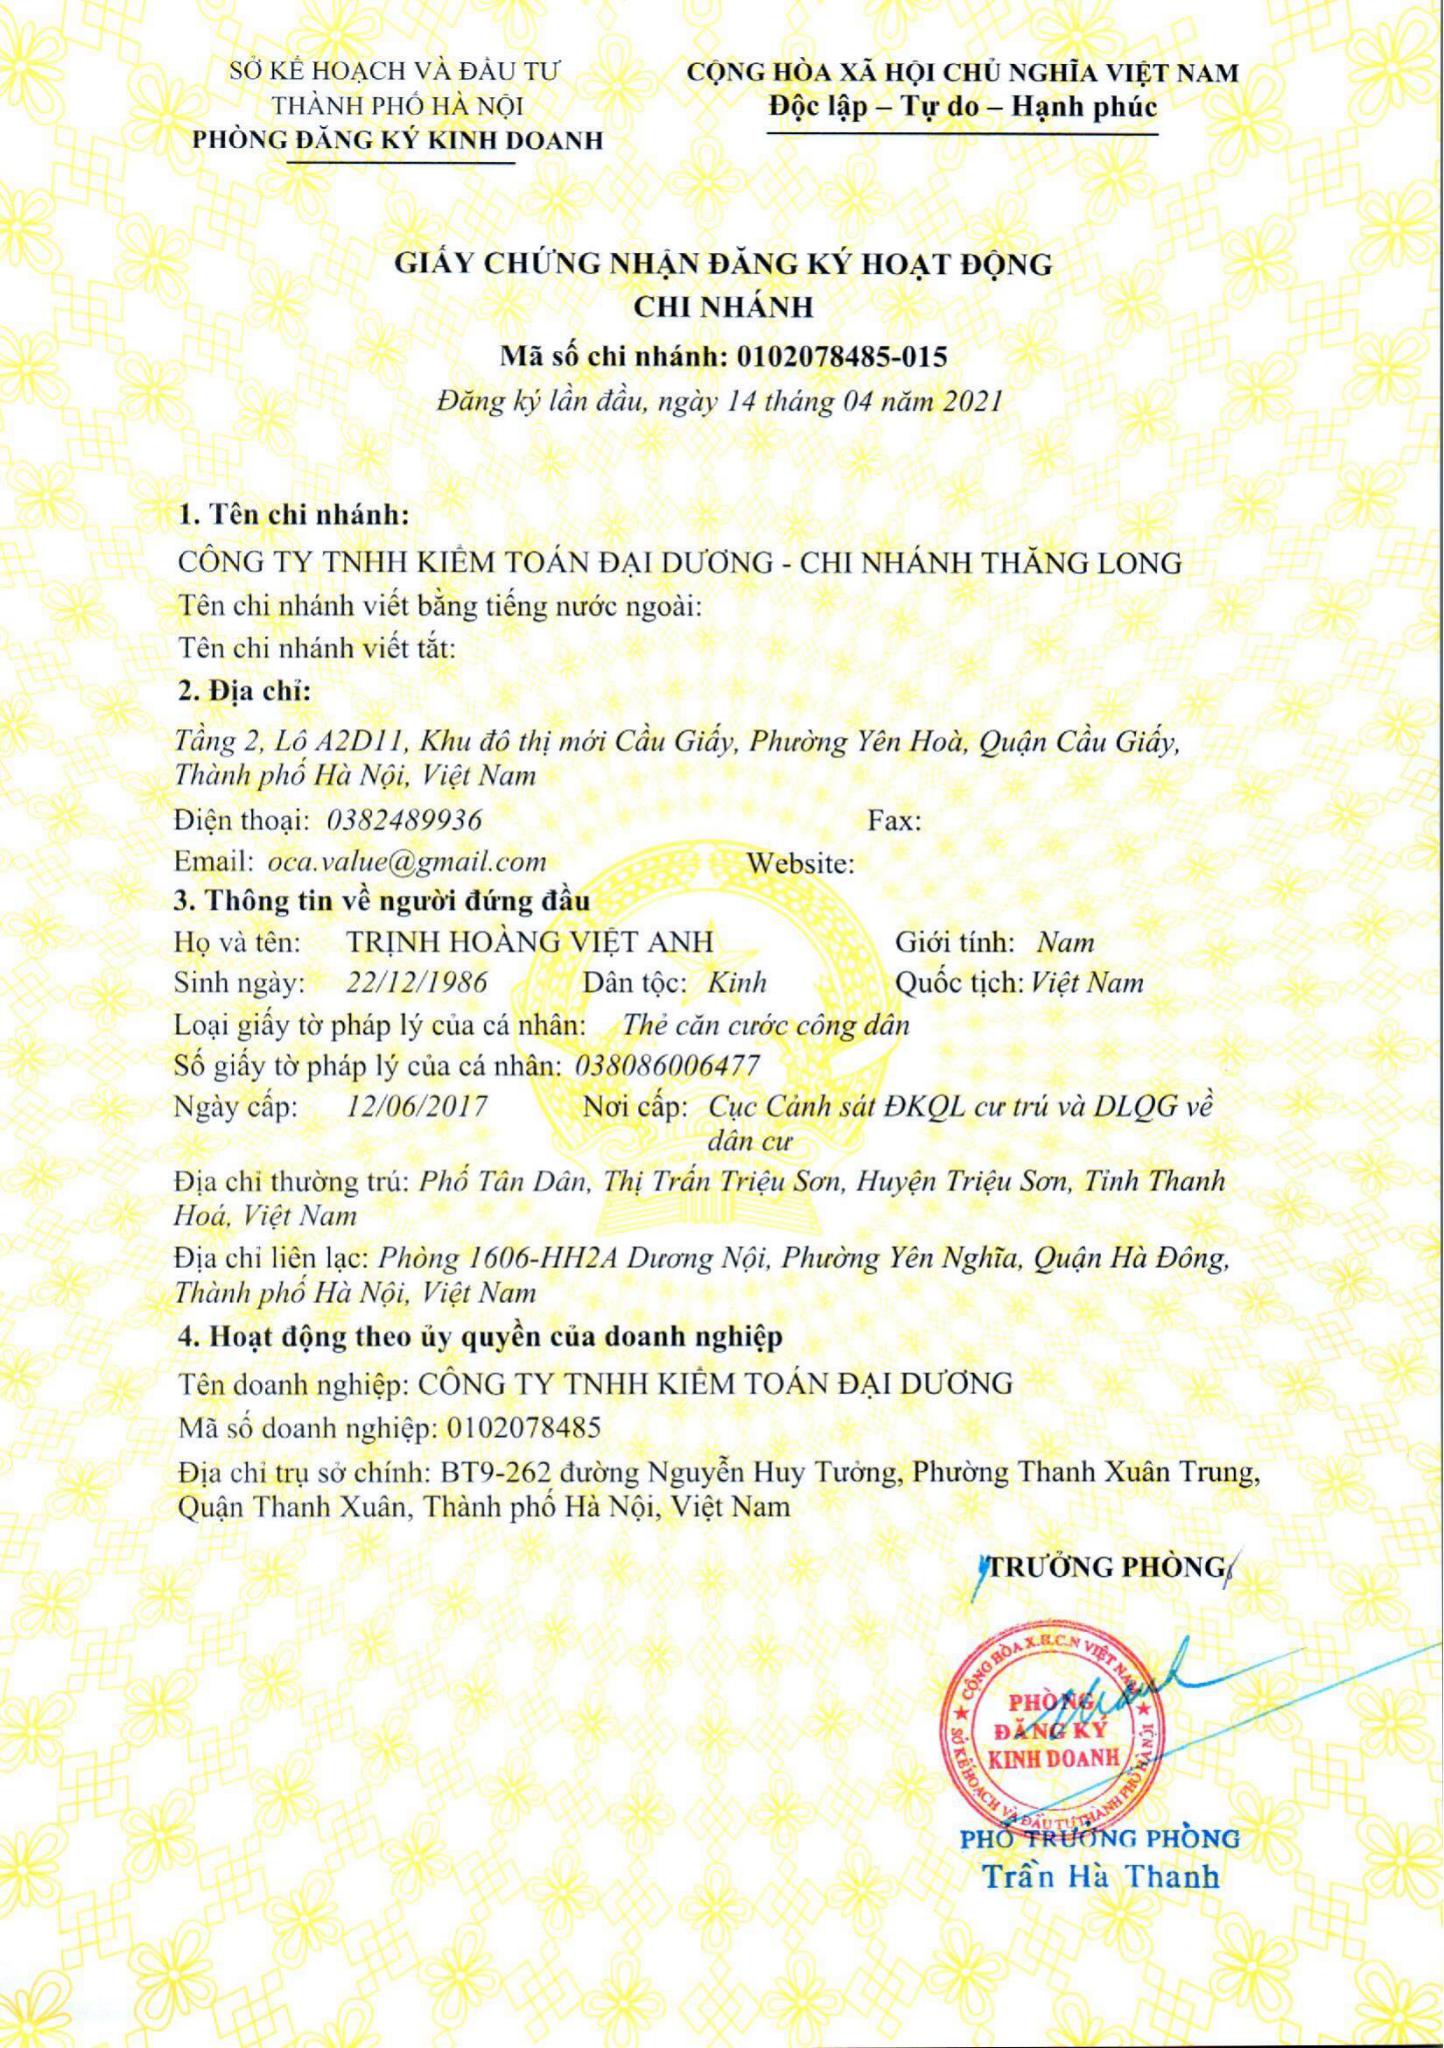 SỞ KẾ HOẠCH VÀ ĐẦU TƯ
THÀNH PHỐ HÀ NỘI
PHÒNG ĐĂNG KÝ KINH DOANH
CỘNG HÒA XÃ HỘI CHỦ NGHĨA VIỆT NAM
Độc lập – Tự do – Hạnh phúc
GIẤY CHỨNG NHẬN ĐĂNG KÝ HOẠT ĐỘNG
CHI NHÁNH
Mã số chi nhánh: 0102078485-015
Đăng ký lần đầu, ngày 14 tháng 04 năm 2021
1. Tên chi nhánh:
CÔNG TY TNHH KIỂM TOÁN ĐẠI DƯƠNG - CHI NHÁNH THĂNG LONG
Tên chi nhánh viết bằng tiếng nước ngoài:
Tên chi nhánh viết tắt:
2. Địa chỉ:
Tầng 2, Lô A2D11, Khu đô thị mới Cầu Giấy, Phường Yên Hoà, Quận Cầu Giấy,
Thành phố Hà Nội, Việt Nam
Điện thoại: 0382489936 Fax:
Email: oca.value@gmail.com Website:
3. Thông tin về người đứng đầu
Họ và tên: TRỊNH HOÀNG VIỆT ANH Giới tính: Nam
Sinh ngày: 22/12/1986 Dân tộc: Kinh Quốc tịch: Việt Nam
Loại giấy tờ pháp lý của cá nhân: Thẻ căn cước công dân
Số giấy tờ pháp lý của cá nhân: 038086006477
Ngày cấp: 12/06/2017 Nơi cấp: Cục Cảnh sát ĐKQL cư trú và DLQG về
dân cư
Địa chỉ thường trú: Phố Tân Dân, Thị Trấn Triệu Sơn, Huyện Triệu Sơn, Tỉnh Thanh
Hoá, Việt Nam
Địa chỉ liên lạc: Phòng 1606-HH2A Dương Nội, Phường Yên Nghĩa, Quận Hà Đông,
Thành phố Hà Nội, Việt Nam
4. Hoạt động theo ủy quyền của doanh nghiệp
Tên doanh nghiệp: CÔNG TY TNHH KIỂM TOÁN ĐẠI DƯƠNG
Mã số doanh nghiệp: 0102078485
Địa chỉ trụ sở chính: BT9-262 đường Nguyễn Huy Tưởng, Phường Thanh Xuân Trung,
Quận Thanh Xuân, Thành phố Hà Nội, Việt Nam
TRƯỞNG PHÒNG
CỘNG HÒA X.H.C.N VIỆT NAM
PHÒNG
ĐĂNG KÝ
KINH DOANH
SỞ KẾ HOẠCH VÀ ĐẦU TƯ THÀNH PHỐ HÀ NỘI
PHÓ TRƯỞNG PHÒNG
Trần Hà Thanh